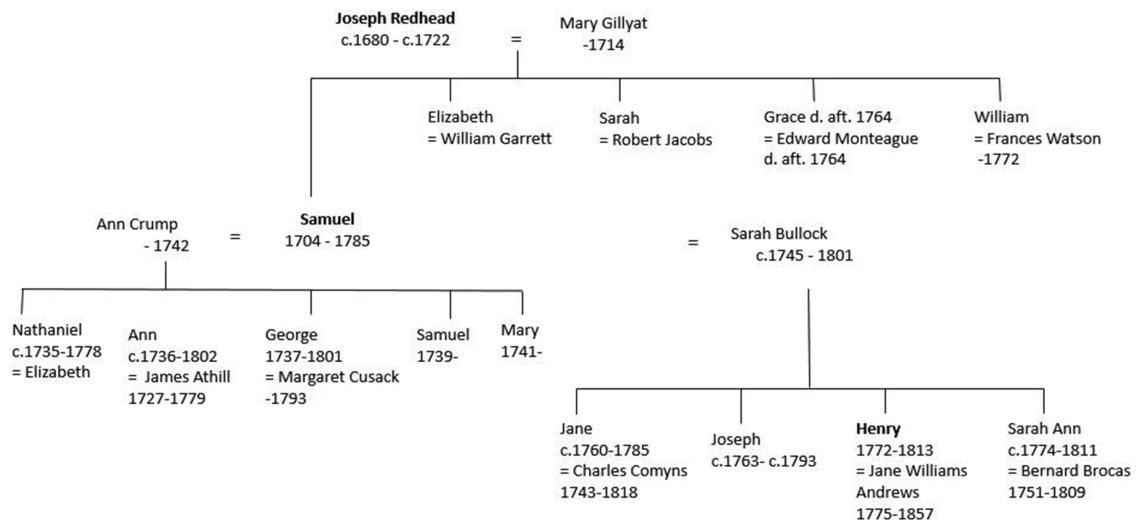 Joseph Redhead
c.1680 - c.1722
=
Mary Gillyat
-1714
Elizabeth
= William Garrett
Sarah
= Robert Jacobs
Grace d. aft. 1764
= Edward Monteague
d. aft. 1764
William
= Frances Watson
-1772
Ann Crump
- 1742
=
Samuel
1704 - 1785
=
Sarah Bullock
c.1745 - 1801
Nathaniel
c.1735-1778
= Elizabeth
Ann
c.1736-1802
= James Athill
1727-1779
George
1737-1801
= Margaret Cusack
-1793
Samuel
1739-
Mary
1741-
Jane
c.1760-1785
= Charles Comyns
1743-1818
Joseph
c.1763- c.1793
Henry
1772-1813
= Jane Williams
Andrews
1775-1857
Sarah Ann
c.1774-1811
= Bernard Brocas
1751-1809